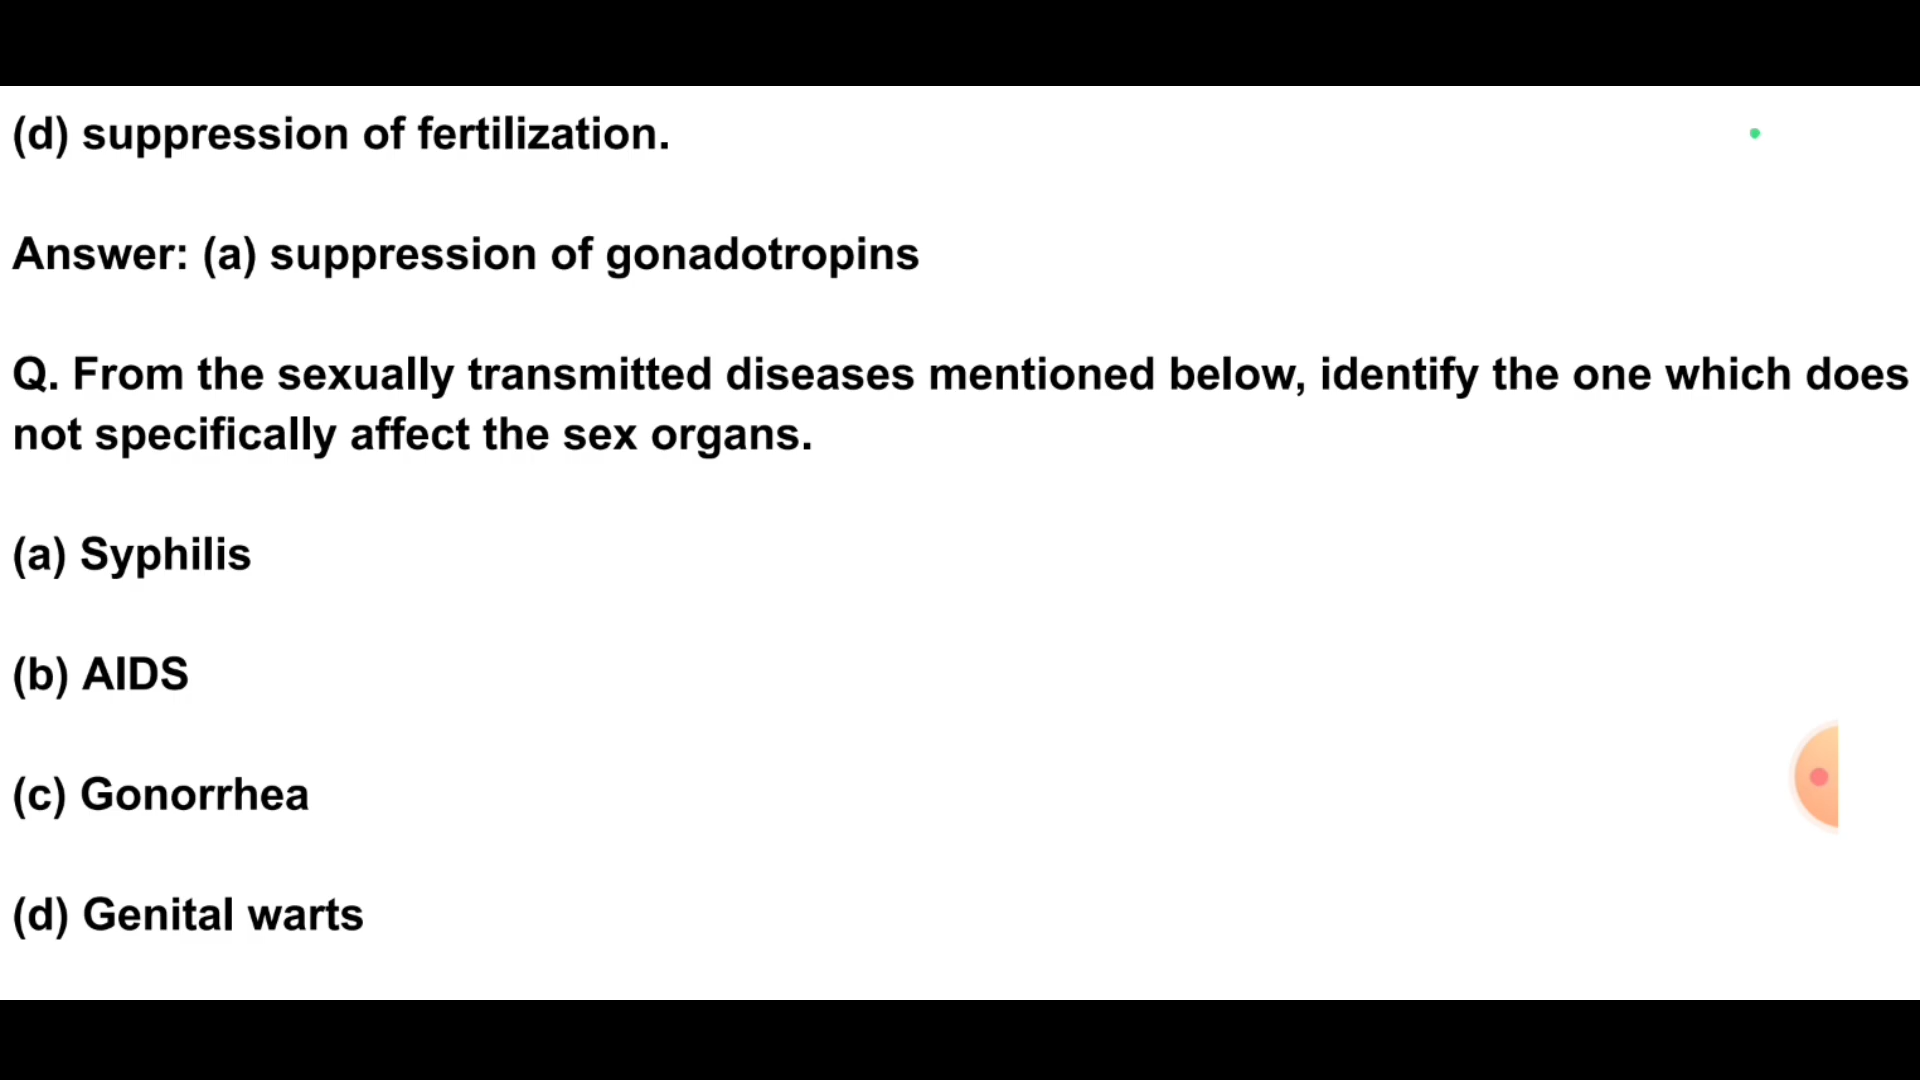 (d) suppression of fertilization.
Answer: (a) suppression of gonadotropins
Q. From the sexually transmitted diseases mentioned below, identify the one which does
not specifically affect the sex organs.
(a) Syphilis
(b) AIDS
(c) Gonorrhea
(d) Genital warts